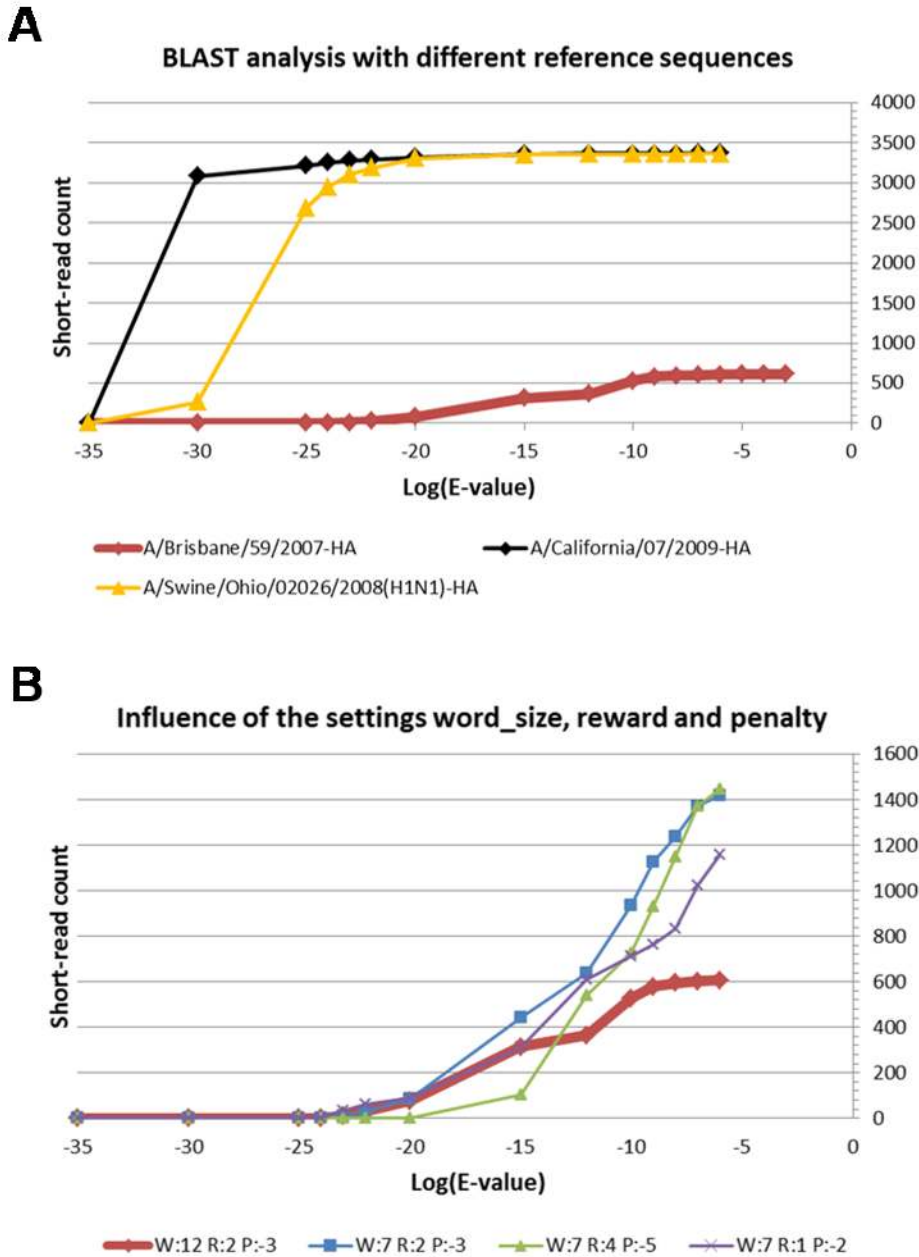 A
BLAST analysis with different reference sequences
4000
3500
3000
2500
2000
1500
1000
500
0
Short-read count
-35 -30 -25 -20 -15 -10 -5 0
Log(E-value)
A/Brisbane/59/2007-HA A/California/07/2009-HA
A/Swine/Ohio/02026/2008(H1N1)-HA
B
Influence of the settings word_size, reward and penalty
1600
1400
1200
1000
800
600
400
200
0
Short-read count
-35 -30 -25 -20 -15 -10 -5 0
Log(E-value)
W:12 R:2 P:-3 W:7 R:2 P:-3 W:7 R:4 P:-5 W:7 R:1 P:-2